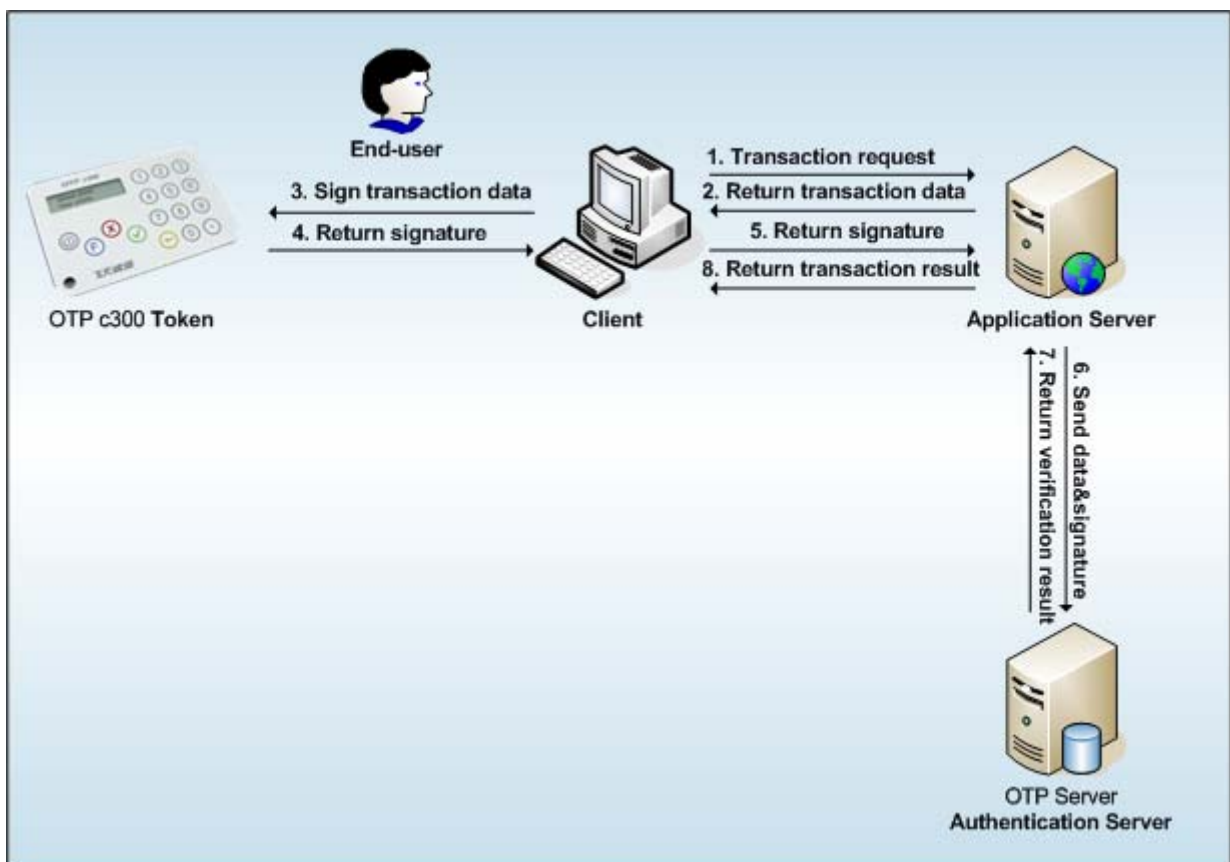 End-user
1. Transaction request
3. Sign transaction data
2. Return transaction data
4. Return signature
5. Return signature
8. Return transaction result
OTP c300 Token
Client
Application Server
7. Return verification result
6. Send data&signature
OTP Server
Authentication Server